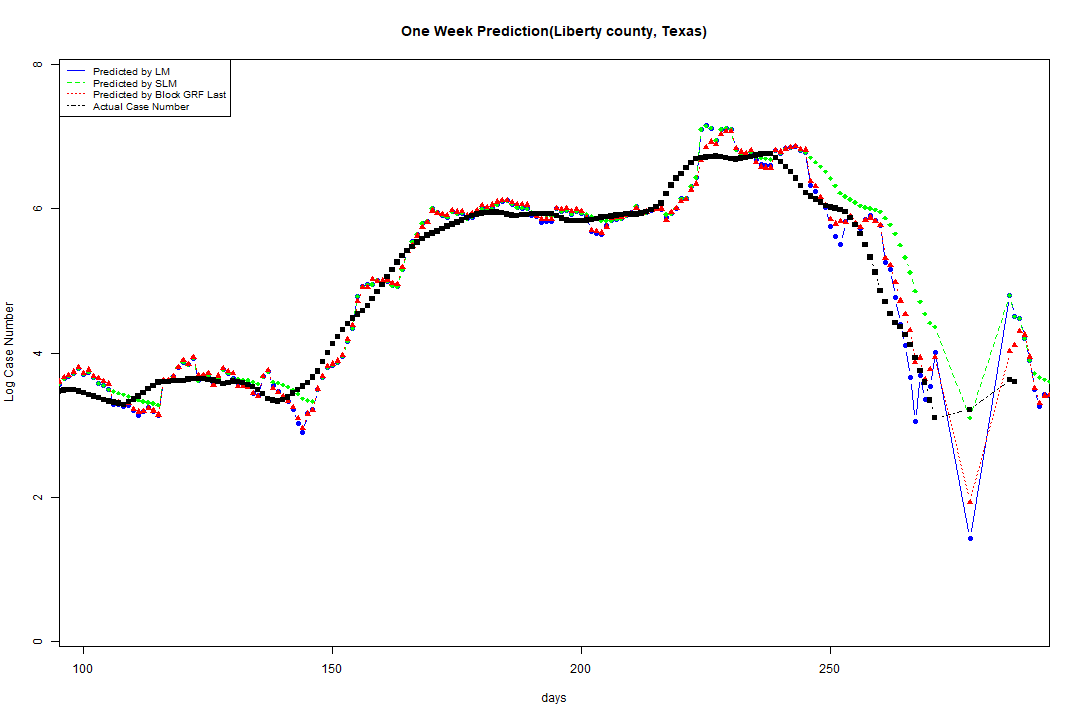 One Week Prediction(Liberty county, Texas)
Predicted by LM
Predicted by SLM
Predicted by Block GRF Last
Actual Case Number
8
6
4
2
0
Log Case Number
100
150
200
250
days